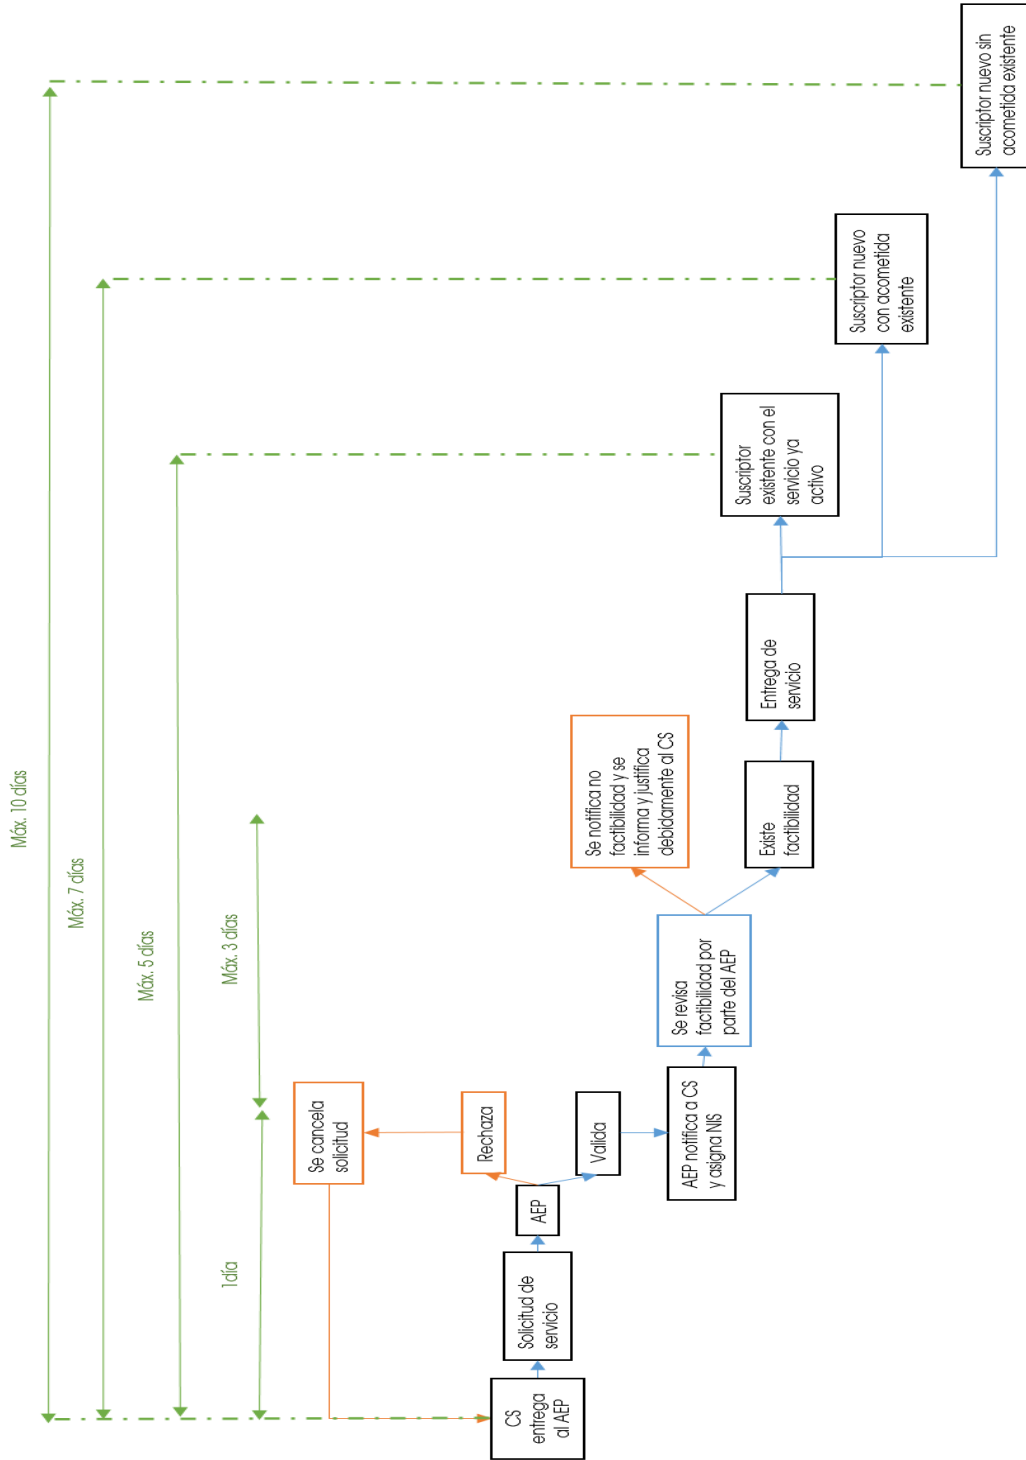 Máx. 10 días
Máx. 7 días
Máx. 5 días
1día
Máx. 3 días
Se cancela
solicitud
Rechaza
CS
entrega
al AEP
Solicitud de
servicio
AEP
Valida
AEP notifica a CS
y asigna NIS
Se revisa
factibilidad por
parte del AEP
Se notifica no
factibilidad y se
informa y justifica
debidamente al CS
Existe
factibilidad
Entrega de
servicio
Suscriptor
existente con el
servicio ya
activo
Suscriptor nuevo
con acometida
existente
Suscriptor nuevo sin
acometida existente